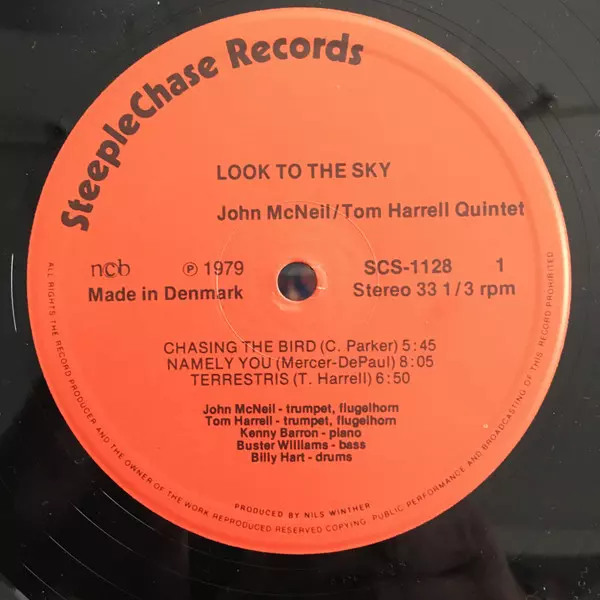 SteepleChase Records
LOOK TO THE SKY
John McNeil/Tom Harrell Quintet
ncb
℗ 1979
SCS-1128 1
Made in Denmark
Stereo 33 1/3 rpm
CHASING THE BIRD (C. Parker) 5:45
NAMELY YOU (Mercer-DePaul) 8:05
TERRESTRIS (T. Harrell) 6:50
John McNeil - trumpet, flugelhorn
Tom Harrell - trumpet, flugelhorn
Kenny Barron - piano
Buster Williams - bass
Billy Hart - drums
PRODUCED BY NILS WINTHER
ALL RIGHTS THE RECORD PRODUCER AND THE OWNER OF THE WORK REPRODUCED RESERVED COPYING. PUBLIC PERFORMANCE AND BROADCASTING OF THIS RECORD PROHIBITED